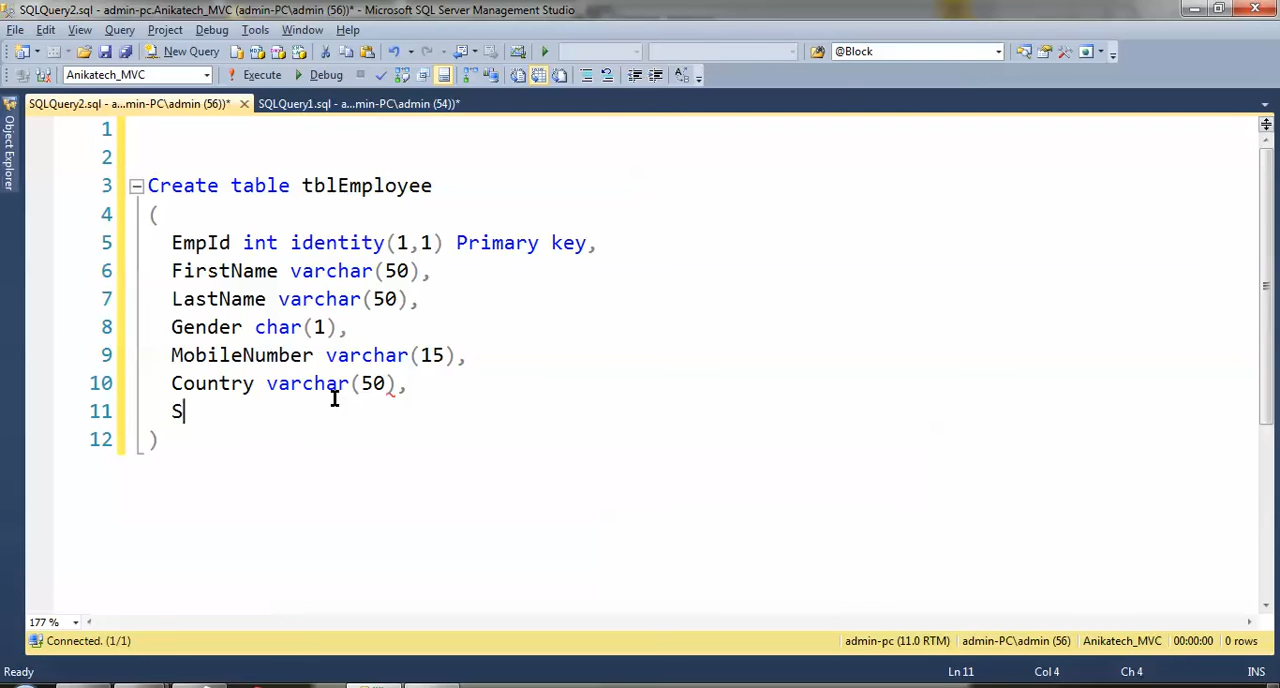 SQLQuery2.sql - admin-pc.Anikatech_MVC (admin-PC\admin (56))* - Microsoft SQL Server Management Studio
File Edit View Query Project Debug Tools Window Help
New Query @Block
Anikatech_MVC Execute Debug
SQLQuery2.sql - a...min-PC\admin (56))* SQLQuery1.sql - a...min-PC\admin (54))*
Object Explorer
1
2
3 Create table tblEmployee
4 (
5 EmpId int identity(1,1) Primary key,
6 FirstName varchar(50),
7 LastName varchar(50),
8 Gender char(1),
9 MobileNumber varchar(15),
10 Country varchar(50),
11 S
12 )
177 %
Connected. (1/1) admin-pc (11.0 RTM) admin-PC\admin (56) Anikatech_MVC 00:00:00 0 rows
Ready Ln 11 Col 4 Ch 4 INS